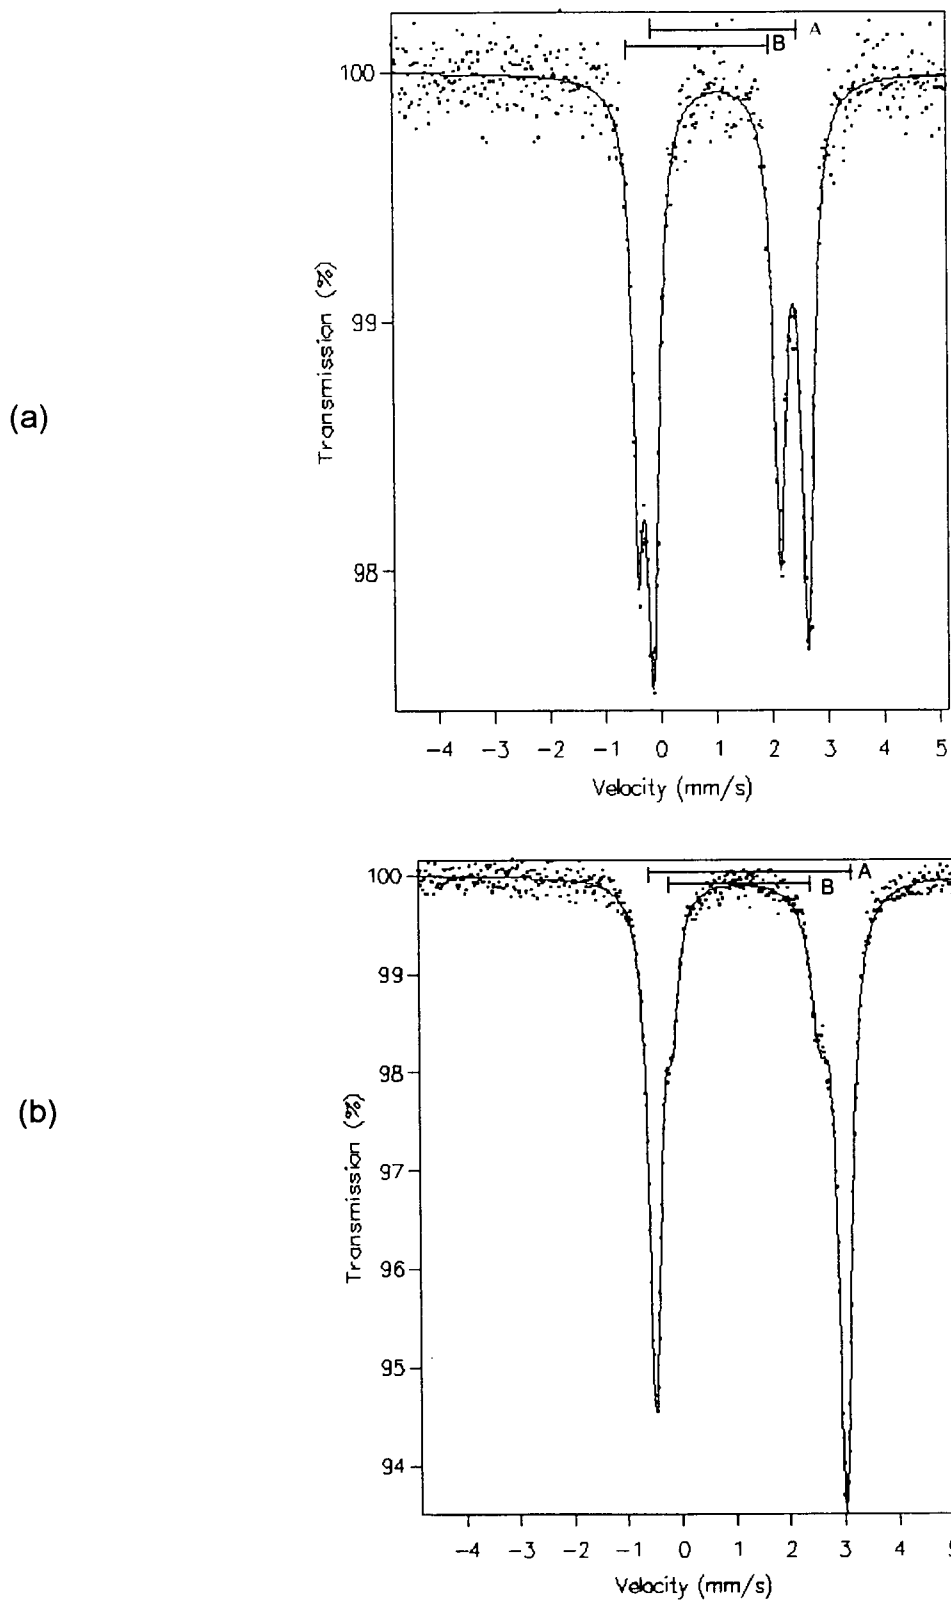 A
B
100
99
98
Transmission (%)
(a)
-4 -3 -2 -1 0 1 2 3 4 5
Velocity (mm/s)
A
B
100
99
98
97
96
95
94
Transmission (%)
(b)
-4 -3 -2 -1 0 1 2 3 4 5
Velocity (mm/s)